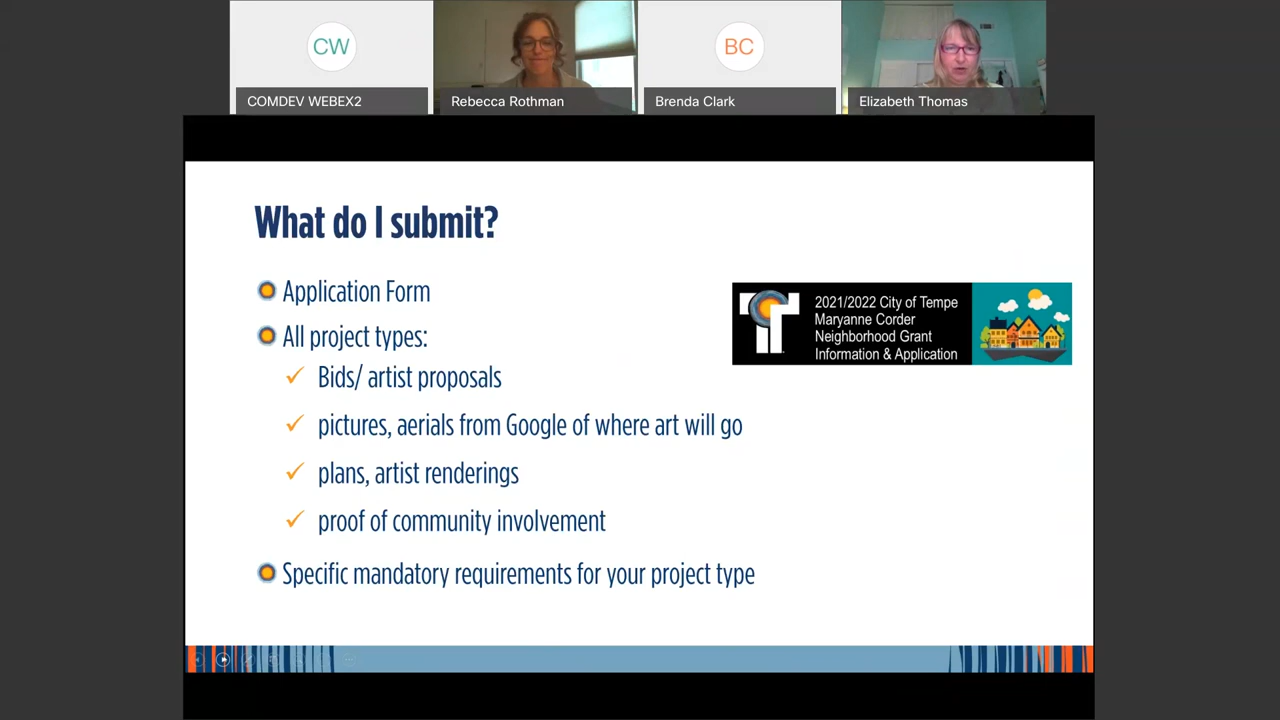 CW
BC
COMDEV WEBEX2
Rebecca Rothman
Brenda Clark
Elizabeth Thomas
What do I submit?
Application Form
All project types:
Bids/ artist proposals
pictures, aerials from Google of where art will go
plans, artist renderings
proof of community involvement
Specific mandatory requirements for your project type
2021/2022 City of Tempe
Maryanne Corder
Neighborhood Grant
Information & Application